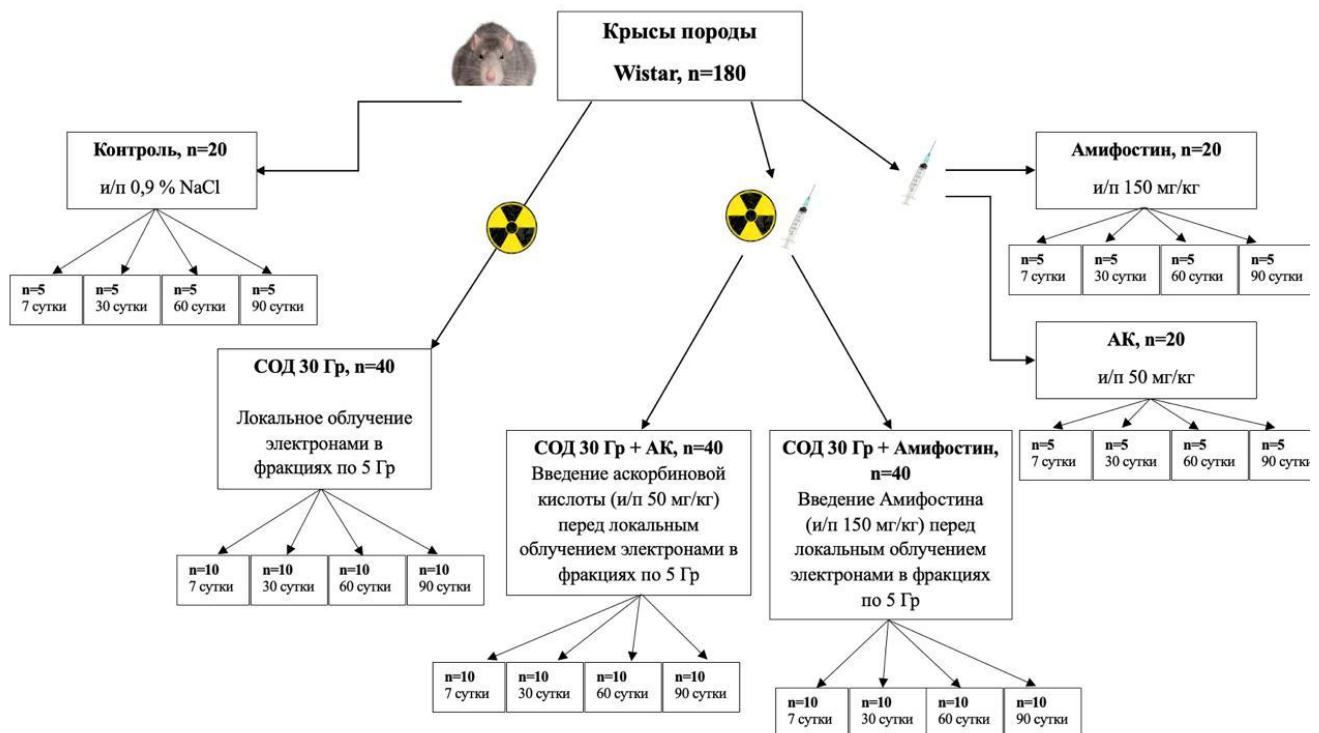 Крысы породы
Wistar, n=180
Контроль, n=20
и/п 0,9 % NaCl
n=5
7 сутки
n=5
30 сутки
n=5
60 сутки
n=5
90 сутки
СОД 30 Гр, n=40
Локальное облучение
электронами в
фракциях по 5 Гр
n=10
7 сутки
n=10
30 сутки
n=10
60 сутки
n=10
90 сутки
СОД 30 Гр + АК, n=40
Введение аскорбиновой
кислоты (и/п 50 мг/кг)
перед локальным
облучением электронами в
фракциях по 5 Гр
n=10
7 сутки
n=10
30 сутки
n=10
60 сутки
n=10
90 сутки
СОД 30 Гр + Амифостин,
n=40
Введение Амифостина
(и/п 150 мг/кг) перед
локальным облучением
электронами в фракциях
по 5 Гр
n=10
7 сутки
n=10
30 сутки
n=10
60 сутки
n=10
90 сутки
Амифостин, n=20
и/п 150 мг/кг
n=5
7 сутки
n=5
30 сутки
n=5
60 сутки
n=5
90 сутки
АК, n=20
и/п 50 мг/кг
n=5
7 сутки
n=5
30 сутки
n=5
60 сутки
n=5
90 сутки